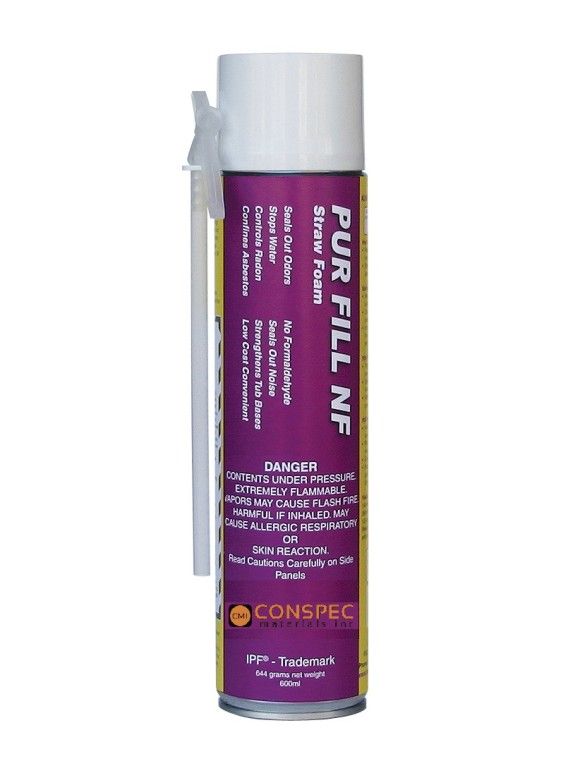 PUR FILL NF
Straw Foam
Seals Out Odors
Stops Water
Controls Radon
Confines Asbestos
No Formaldehyde
Seals Out Noise
Strengthens Tub Bases
Low Cost Convenient
DANGER
CONTENTS UNDER PRESSURE.
EXTREMELY FLAMMABLE.
VAPORS MAY CAUSE FLASH FIRE
HARMFUL IF INHALED. MAY
CAUSE ALLERGIC RESPIRATORY
OR
SKIN REACTION.
Read Cautions Carefully on Side
Panels
CMI CONSPEC
materials inc
IPF® - Trademark
644 grams net weight
600ml